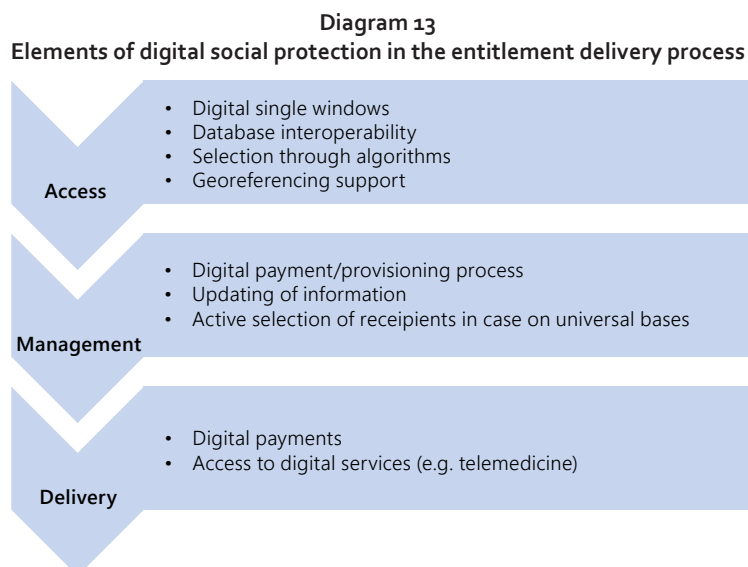 Diagram 13
Elements of digital social protection in the entitlement delivery process
• Digital single windows
• Database interoperability
• Selection through algorithms
• Georeferencing support
Access
• Digital payment/provisioning process
• Updating of information
• Active selection of receipients in case on universal bases
Management
• Digital payments
• Access to digital services (e.g. telemedicine)
Delivery